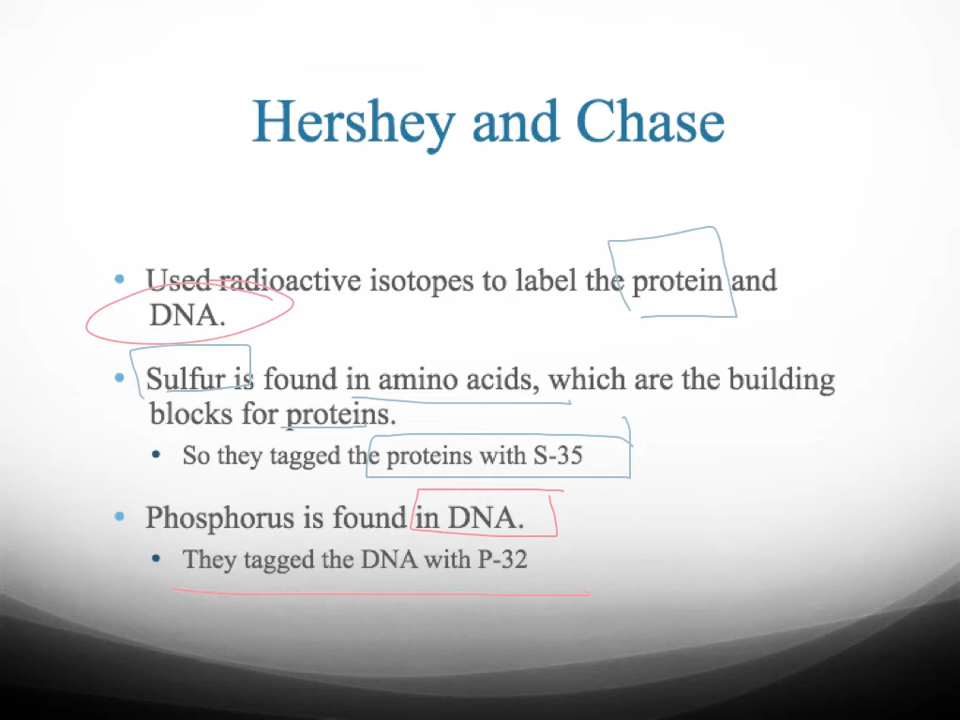 Hershey and Chase
• Used radioactive isotopes to label the protein and
DNA.
• Sulfur is found in amino acids, which are the building
blocks for proteins.
• So they tagged the proteins with S-35
• Phosphorus is found in DNA.
• They tagged the DNA with P-32